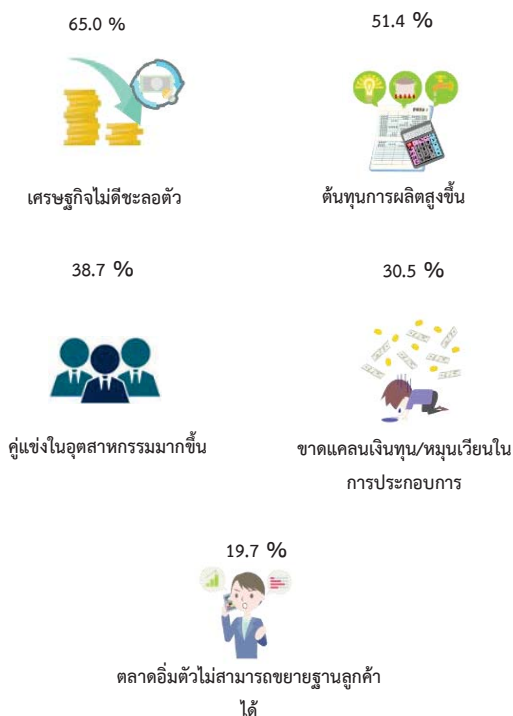 65.0 %
51.4 %
เศรษฐกิจไม่ดีชะลอตัว
ต้นทุนการผลิตสูงขึ้น
38.7 %
30.5 %
คู่แข่งในอุตสาหกรรมมากขึ้น
ขาดแคลนเงินทุน/หมุนเวียนใน
การประกอบการ
19.7 %
ตลาดอิ่มตัวไม่สามารถขยายฐานลูกค้า
ได้